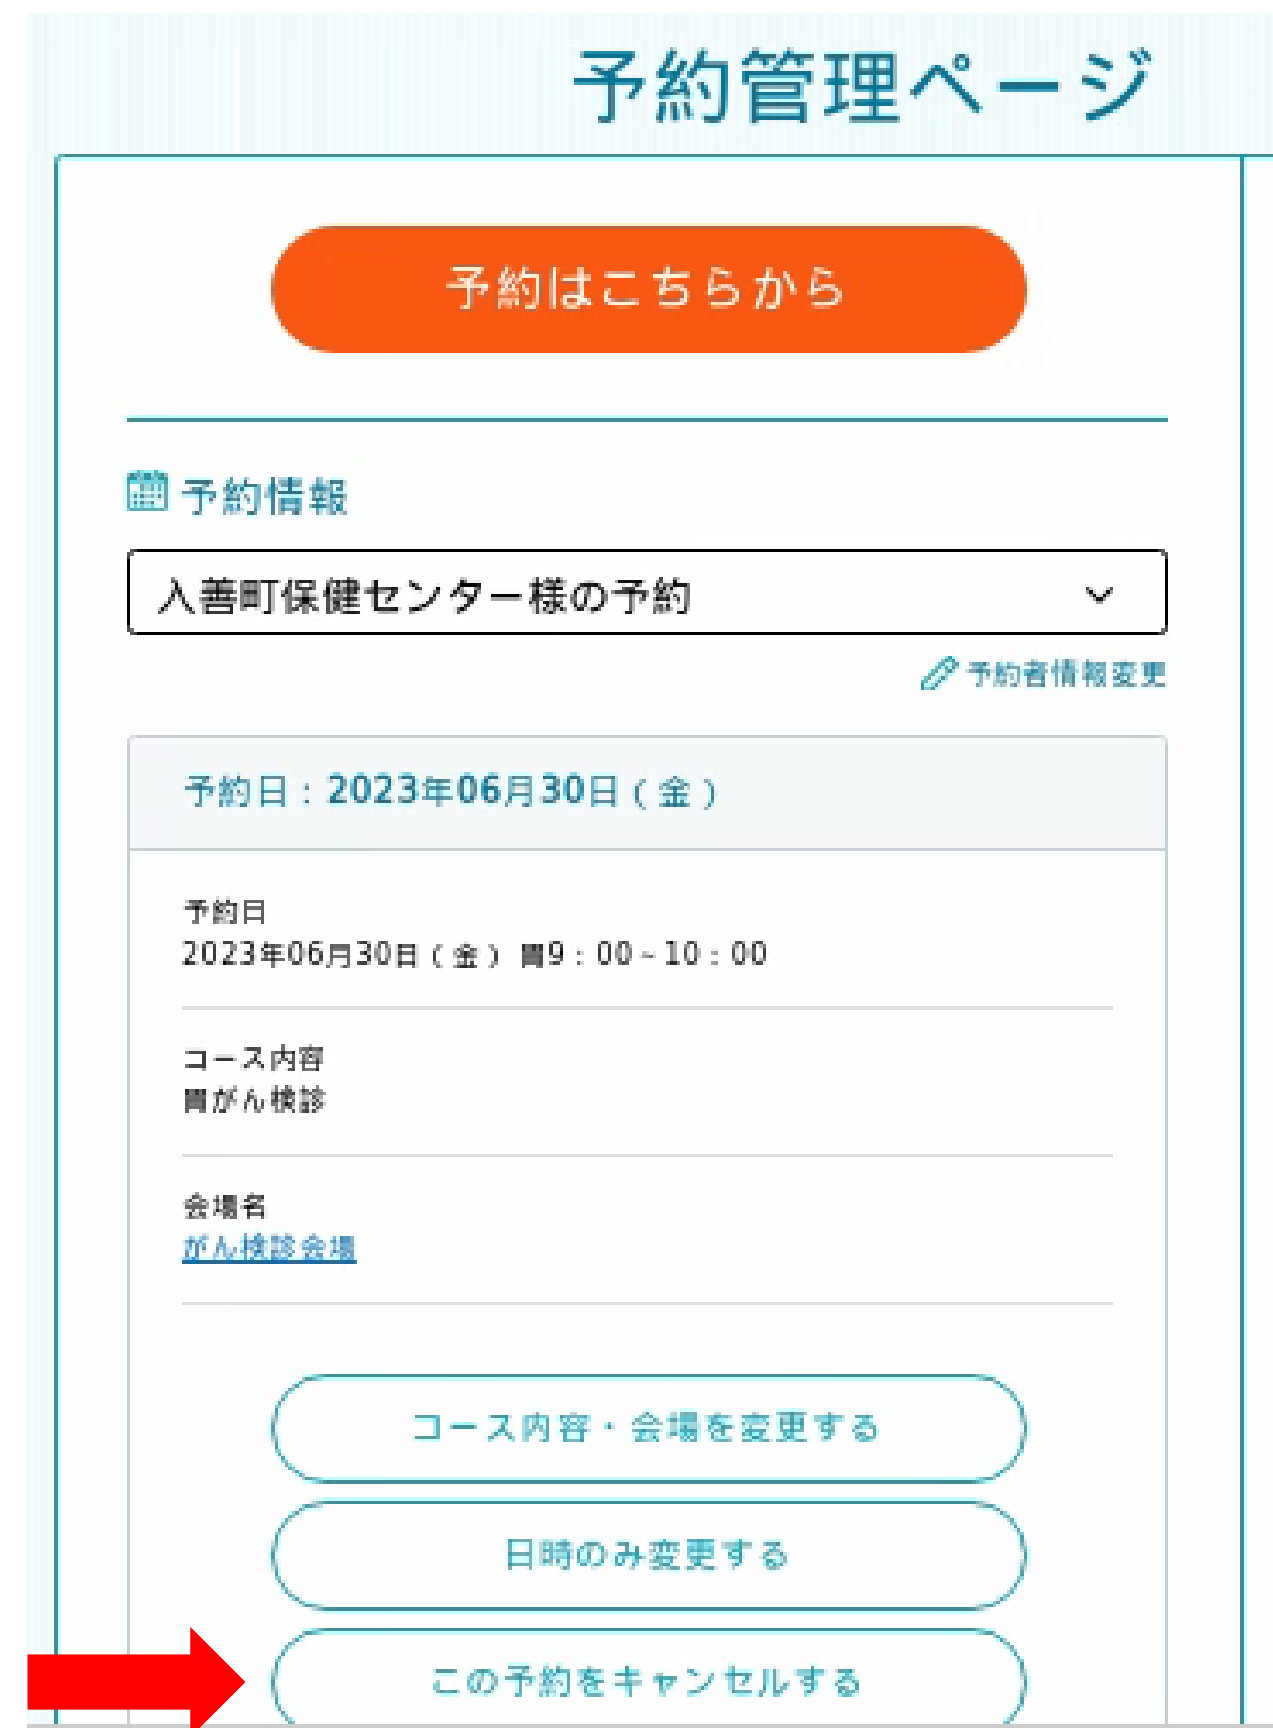 予約管理ページ
予約はこちらから
予約情報
入善町保健センター様の予約
予約者情報変更
予約日：2023年06月30日（金）
予約日
2023年06月30日（金） 胃9：00~10：00
コース内容
胃がん検診
会場名
がん検診会場
コース内容・会場を変更する
日時のみ変更する
この予約をキャンセルする